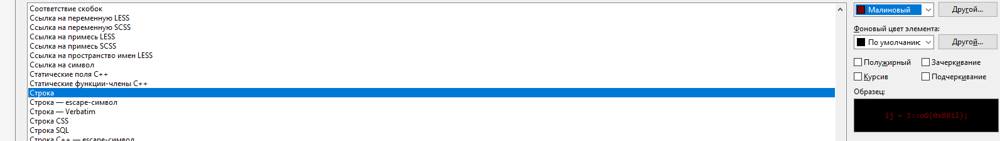 Соответствие скобок
Ссылка на переменную LESS
Ссылка на переменную SCSS
Ссылка на примесь LESS
Ссылка на примесь SCSS
Ссылка на пространство имен LESS
Ссылка на символ
Статические поля C++
Статические функции-члены C++
Строка
Строка — escape-символ
Строка — Verbatim
Строка CSS
Строка SQL
Строка C++ — escape-символ
Малиновый
Другой...
Фоновый цвет элемента:
По умолчанию
Другой...
Полужирный
Зачеркивание
Курсив
Подчеркивание
Образец:
ij = I::oO(0xB81l);